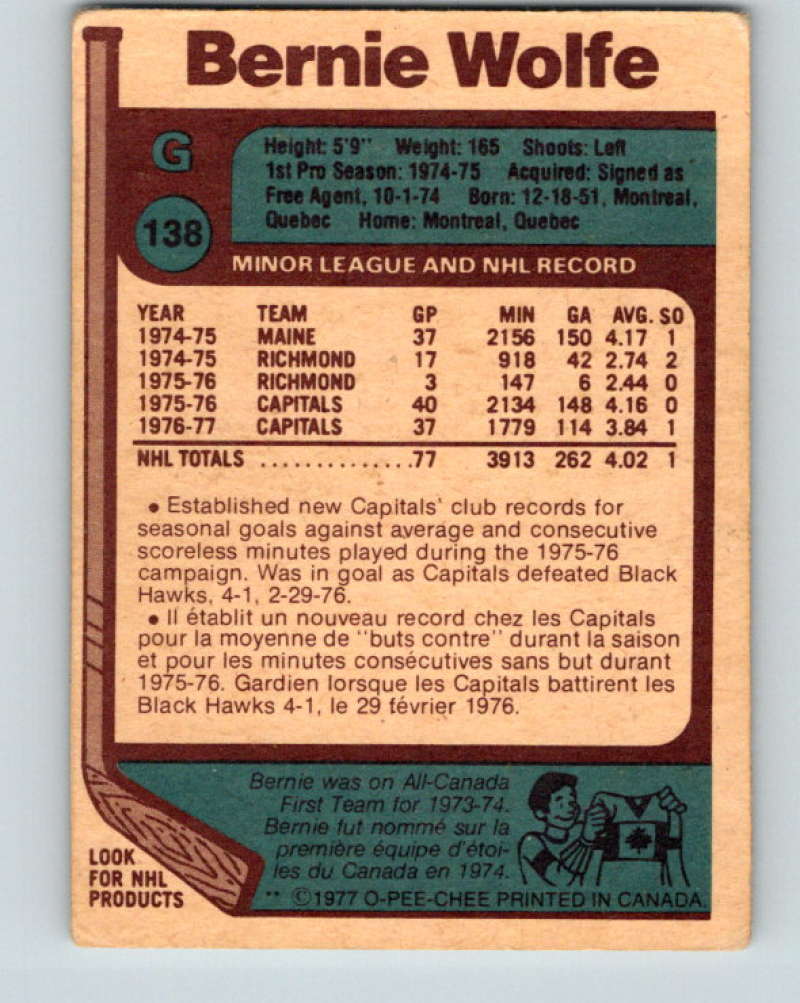 Bernie Wolfe
G
138
Height: 5'9" Weight: 165 Shoots: Left
1st Pro Season: 1974-75 Acquired: Signed as
Free Agent, 10-1-74 Born: 12-18-51, Montreal,
Quebec Home: Montreal, Quebec
MINOR LEAGUE AND NHL RECORD
YEAR TEAM GP MIN GA AVG. SO
1974-75 MAINE 37 2156 150 4.17 1
1974-75 RICHMOND 17 918 42 2.74 2
1975-76 RICHMOND 3 147 6 2.44 0
1975-76 CAPITALS 40 2134 148 4.16 0
1976-77 CAPITALS 37 1779 114 3.84 1
NHL TOTALS ..............77 3913 262 4.02 1
• Established new Capitals' club records for
seasonal goals against average and consecutive
scoreless minutes played during the 1975-76
campaign. Was in goal as Capitals defeated Black
Hawks, 4-1, 2-29-76.
• Il établit un nouveau record chez les Capitals
pour la moyenne de "buts contre" durant la saison
et pour les minutes consécutives sans but durant
1975-76. Gardien lorsque les Capitals battirent les
Black Hawks 4-1, le 29 février 1976.
Bernie was on All-Canada
First Team for 1973-74.
Bernie fut nommé sur la
première équipe d'étoi-
les du Canada en 1974.
LOOK
FOR NHL
PRODUCTS
** ©1977 O-PEE-CHEE PRINTED IN CANADA.